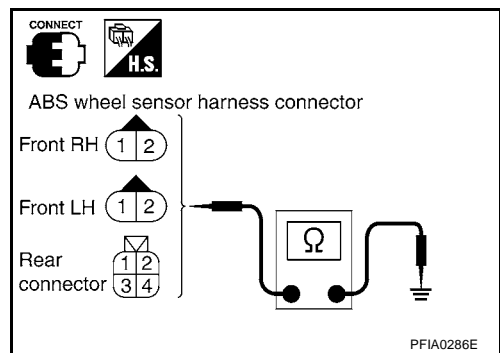 CONNECT
H.S.
ABS wheel sensor harness connector
Front RH 1 2
Front LH 1 2
Ω
Rear connector
1 2
3 4
PFIA0286E